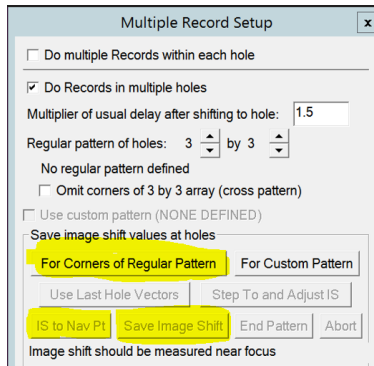 Multiple Record Setup x
Do multiple Records within each hole
Do Records in multiple holes
Multiplier of usual delay after shifting to hole: 1.5
Regular pattern of holes: 3 by 3
No regular pattern defined
Omit corners of 3 by 3 array (cross pattern)
Use custom pattern (NONE DEFINED)
Save image shift values at holes
For Corners of Regular Pattern For Custom Pattern
Use Last Hole Vectors Step To and Adjust IS
IS to Nav Pt Save Image Shift End Pattern Abort
Image shift should be measured near focus